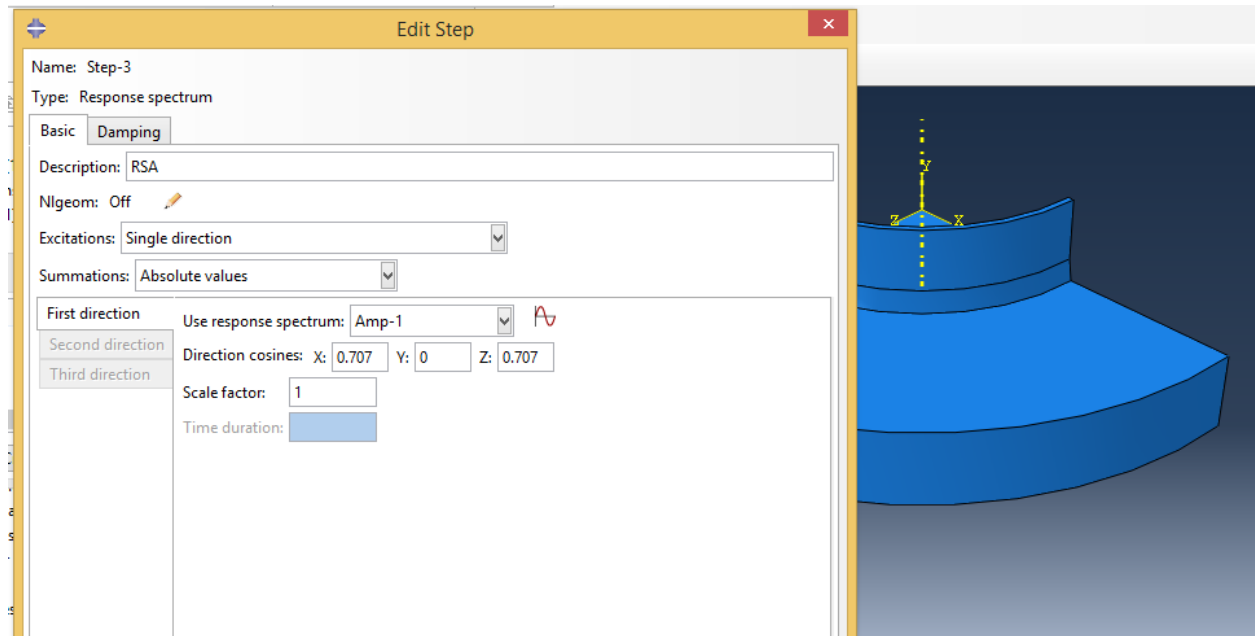 Edit Step
Name: Step-3
Type: Response spectrum
Basic Damping
Description: RSA
Nlgeom: Off
Excitations: Single direction
Summations: Absolute values
First direction
Second direction
Third direction
Use response spectrum: Amp-1
Direction cosines: X: 0.707 Y: 0 Z: 0.707
Scale factor: 1
Time duration:
Y
Z X